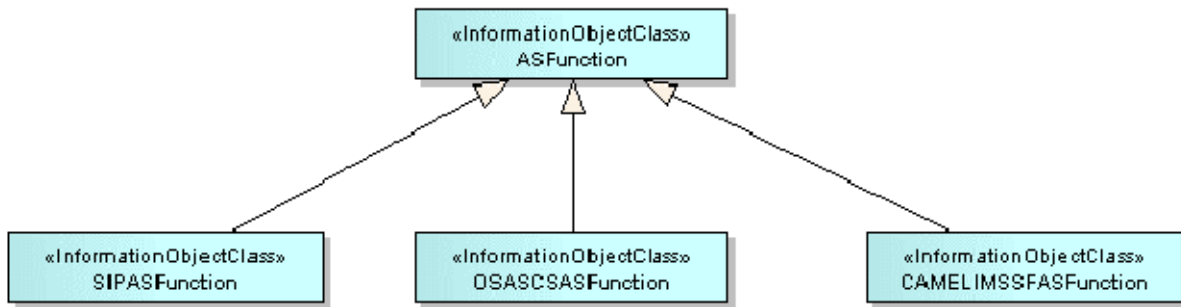 «InformationObjectClass»
ASFunction
«InformationObjectClass»
SIPASFunction
«InformationObjectClass»
OSASCSASFunction
«InformationObjectClass»
CAMELIMSSFASFunction